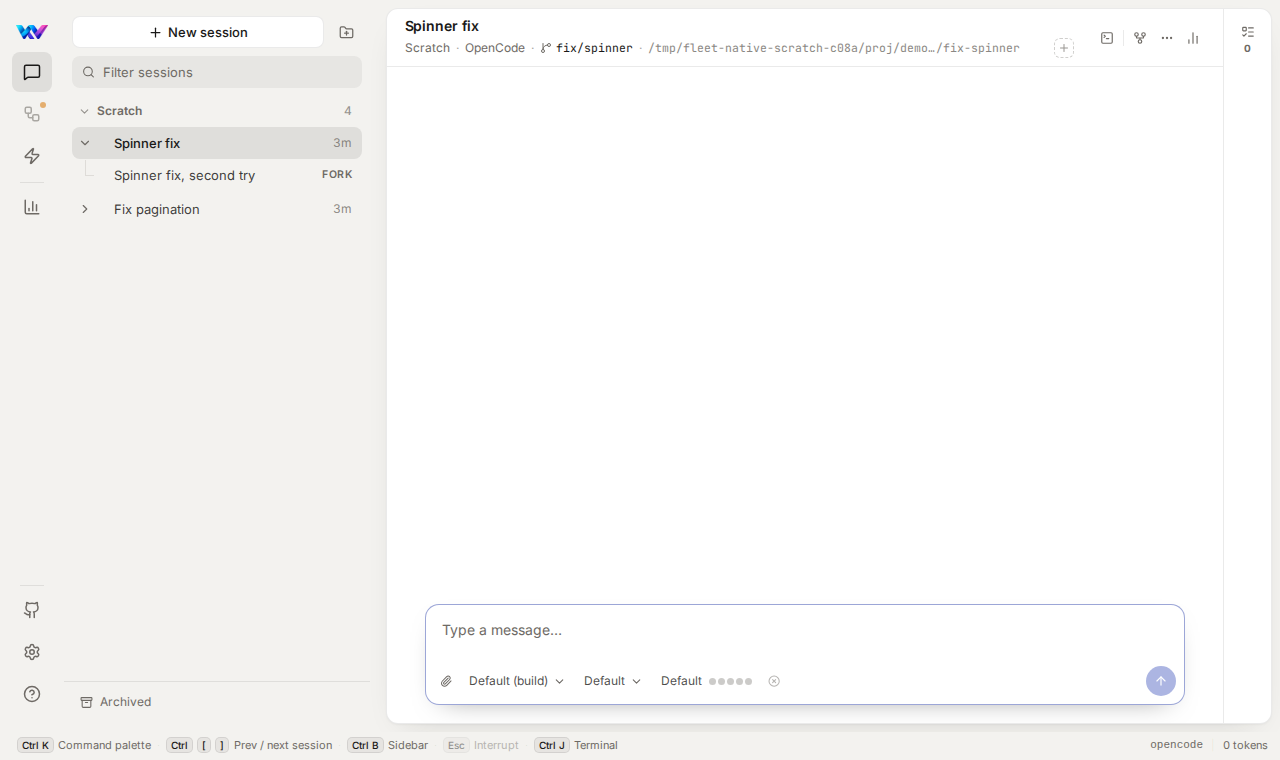 New session
Filter sessions
Scratch 4
Spinner fix 3m
Spinner fix, second try FORK
Fix pagination 3m
Archived
Spinner fix
Scratch · OpenCode · fix/spinner · /tmp/fleet-native-scratch-c08a/proj/demo…/fix-spinner
0
Type a message...
Default (build) Default Default
Ctrl K Command palette Ctrl [ ] Prev / next session Ctrl B Sidebar Esc Interrupt Ctrl J Terminal opencode 0 tokens